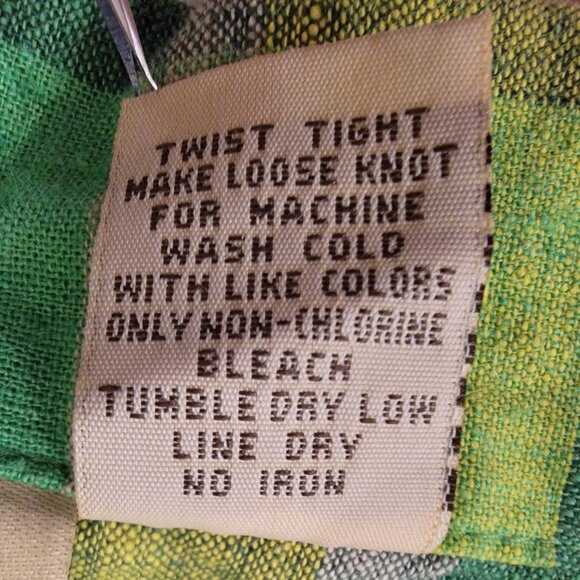 TWIST TIGHT
MAKE LOOSE KNOT
FOR MACHINE
WASH COLD
WITH LIKE COLORS
ONLY NON-CHLORINE
BLEACH
TUMBLE DRY LOW
LINE DRY
NO IRON